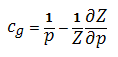 c_g = 1/p − 1/Z ∂Z/∂p